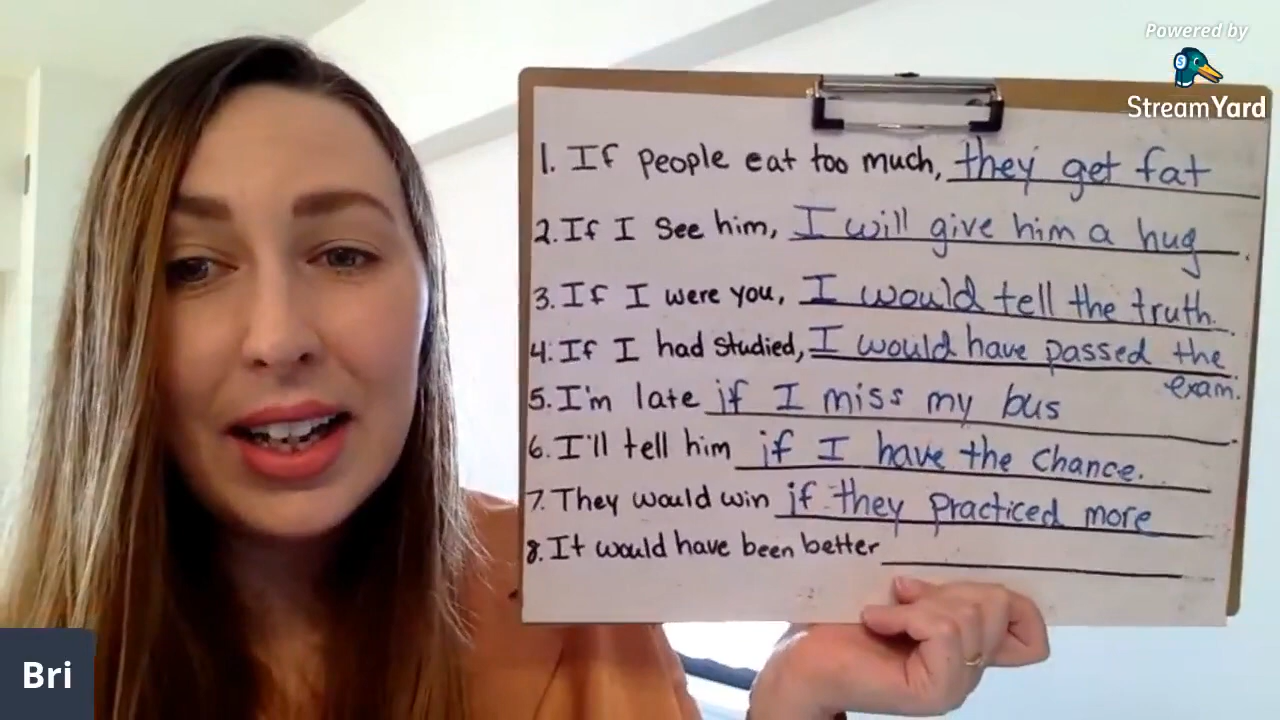 Powered by
StreamYard
1. If people eat too much, they get fat
2. If I see him, I will give him a hug.
3. If I were you, I would tell the truth.
4. If I had studied, I would have passed the
exam.
5. I'm late if I miss my bus.
6. I'll tell him if I have the chance.
7. They would win if they practiced more
8. It would have been better
Bri